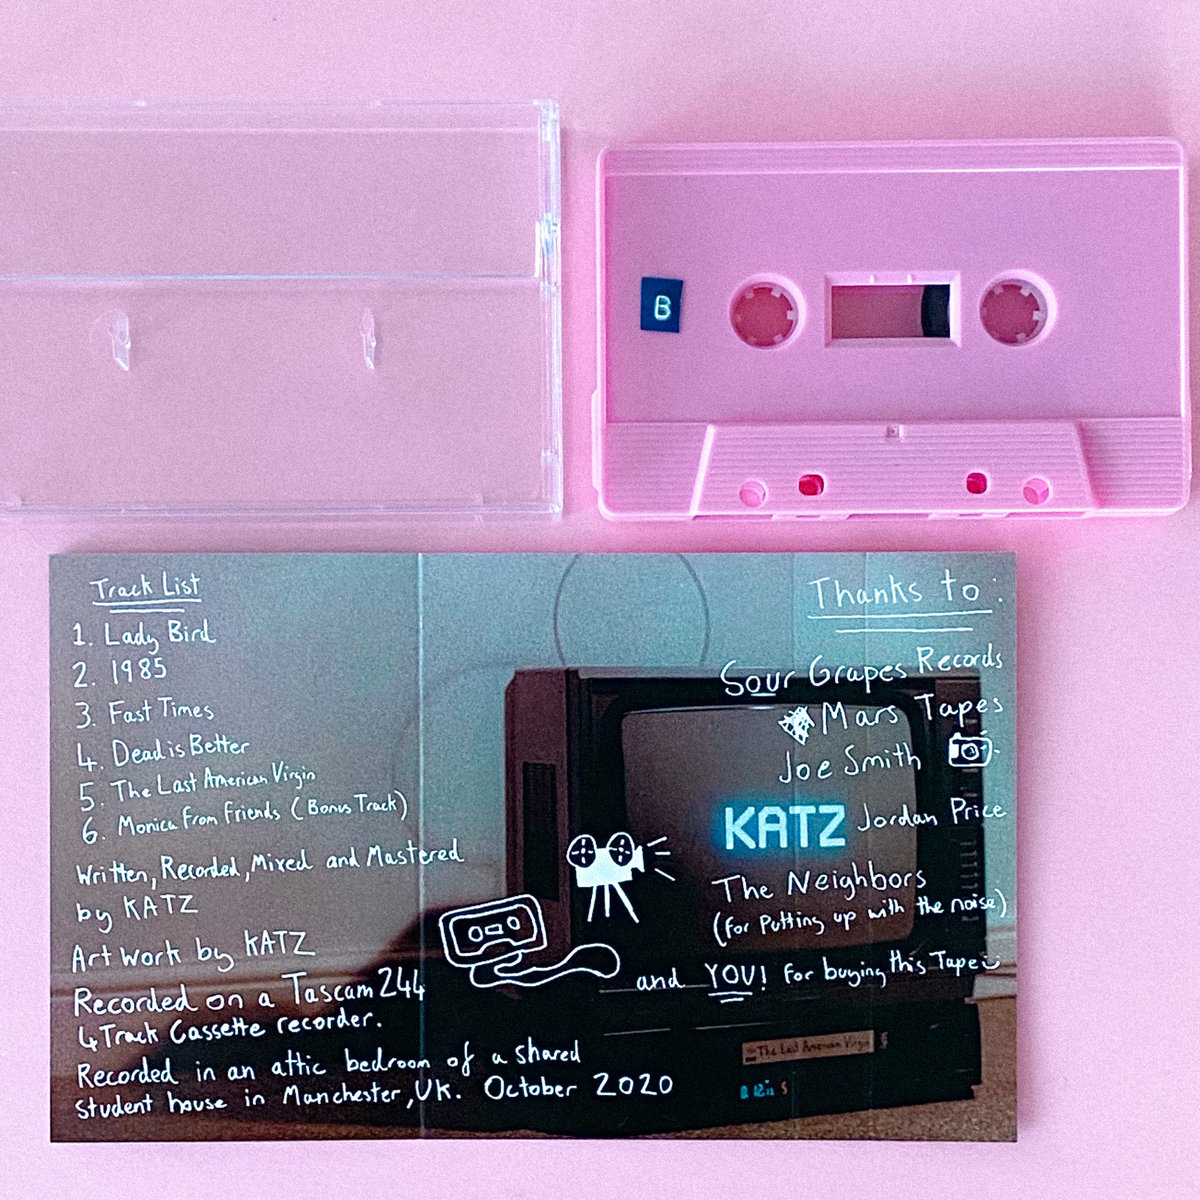 B
Track List
1. Lady Bird
2. 1985
3. Fast Times
4. Dead is Better
5. The Last American Virgin
6. Monica From Friends (Bonus Track)
Written, Recorded, Mixed and Mastered
by KATZ
Art Work by KATZ
Recorded on a Tascam 244
4 Track Cassette recorder.
Recorded in an attic bedroom of a shared
student house in Manchester, UK. October 2020
Thanks to:
Sour Grapes Records
Mars Tapes
Joe Smith
KATZ
Jordan Price
The Neighbors
(for putting up with the noise)
and YOU! For buying this Tape
The Last American Virgin